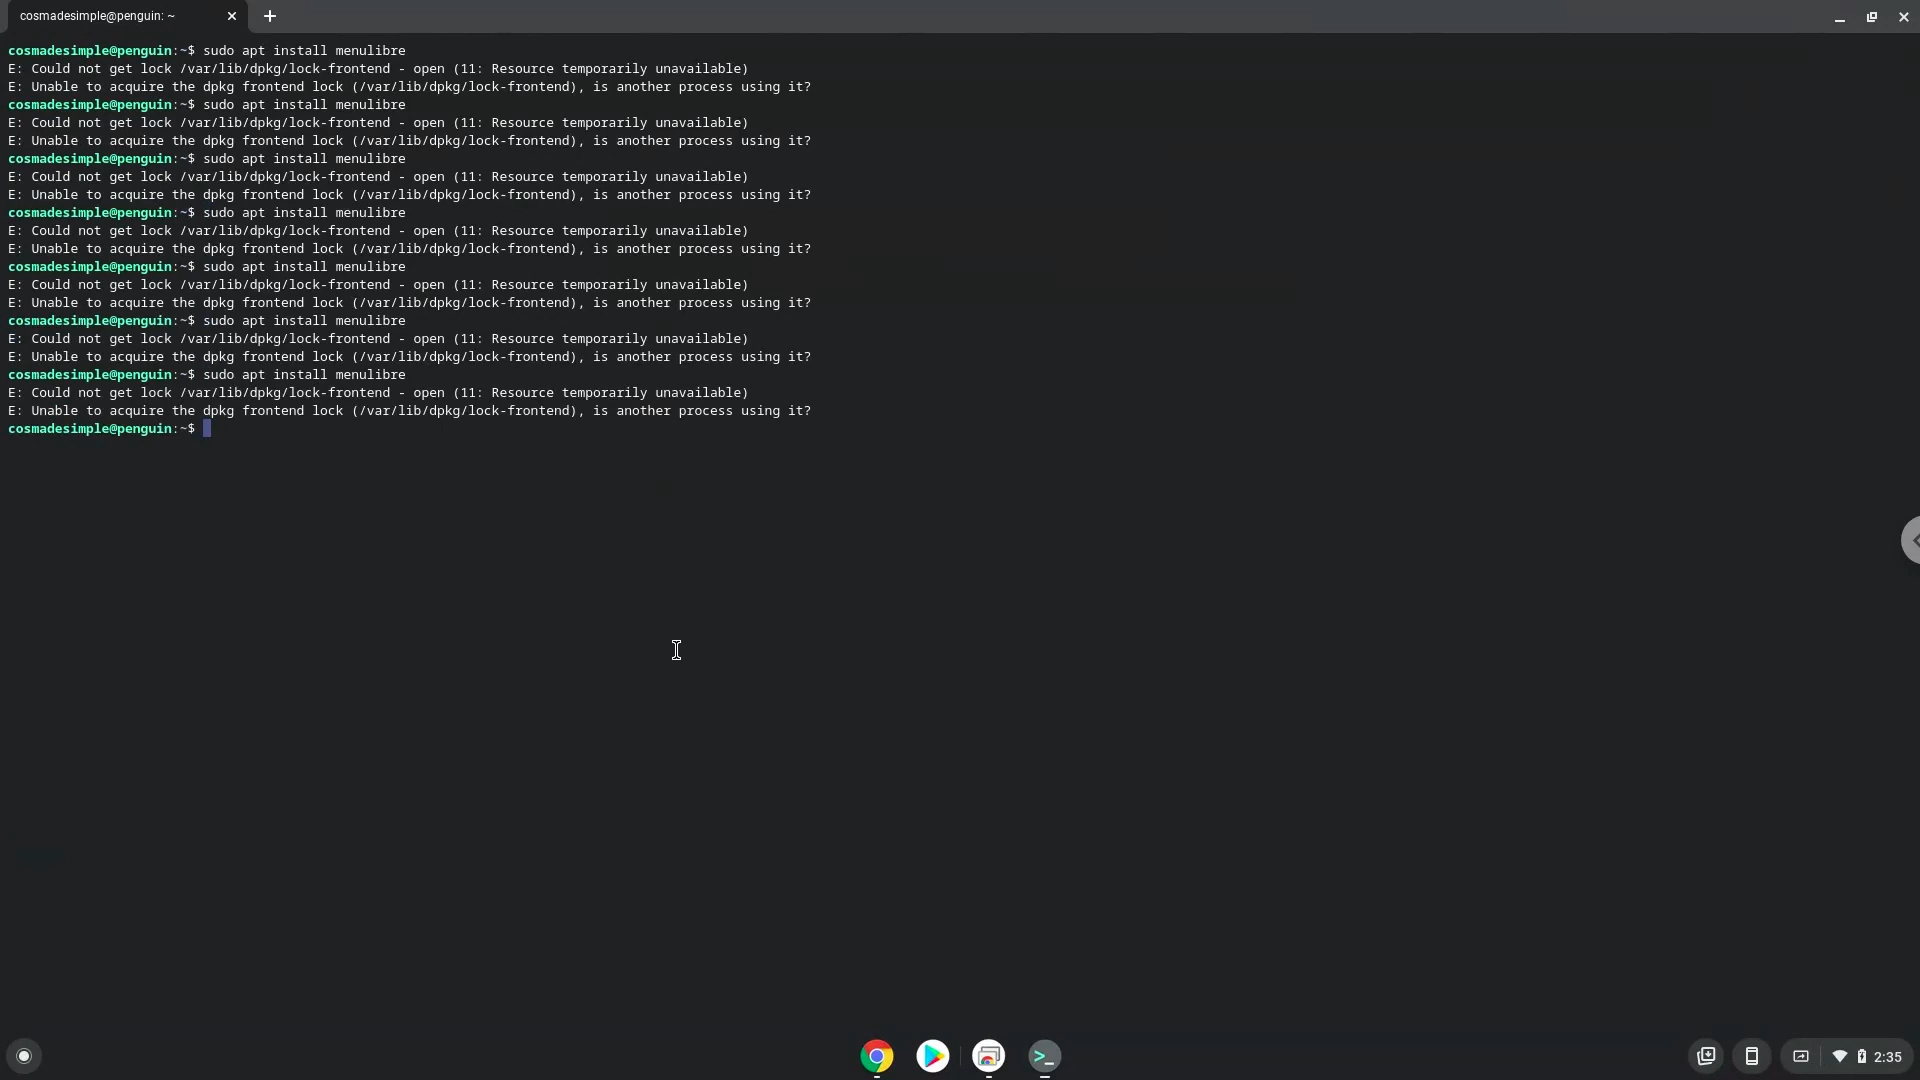 cosmadesimple@penguin: ~
cosmadesimple@penguin:~$ sudo apt install menulibre
E: Could not get lock /var/lib/dpkg/lock-frontend - open (11: Resource temporarily unavailable)
E: Unable to acquire the dpkg frontend lock (/var/lib/dpkg/lock-frontend), is another process using it?
cosmadesimple@penguin:~$ sudo apt install menulibre
E: Could not get lock /var/lib/dpkg/lock-frontend - open (11: Resource temporarily unavailable)
E: Unable to acquire the dpkg frontend lock (/var/lib/dpkg/lock-frontend), is another process using it?
cosmadesimple@penguin:~$ sudo apt install menulibre
E: Could not get lock /var/lib/dpkg/lock-frontend - open (11: Resource temporarily unavailable)
E: Unable to acquire the dpkg frontend lock (/var/lib/dpkg/lock-frontend), is another process using it?
cosmadesimple@penguin:~$ sudo apt install menulibre
E: Could not get lock /var/lib/dpkg/lock-frontend - open (11: Resource temporarily unavailable)
E: Unable to acquire the dpkg frontend lock (/var/lib/dpkg/lock-frontend), is another process using it?
cosmadesimple@penguin:~$ sudo apt install menulibre
E: Could not get lock /var/lib/dpkg/lock-frontend - open (11: Resource temporarily unavailable)
E: Unable to acquire the dpkg frontend lock (/var/lib/dpkg/lock-frontend), is another process using it?
cosmadesimple@penguin:~$ sudo apt install menulibre
E: Could not get lock /var/lib/dpkg/lock-frontend - open (11: Resource temporarily unavailable)
E: Unable to acquire the dpkg frontend lock (/var/lib/dpkg/lock-frontend), is another process using it?
cosmadesimple@penguin:~$ sudo apt install menulibre
E: Could not get lock /var/lib/dpkg/lock-frontend - open (11: Resource temporarily unavailable)
E: Unable to acquire the dpkg frontend lock (/var/lib/dpkg/lock-frontend), is another process using it?
cosmadesimple@penguin:~$
2:35